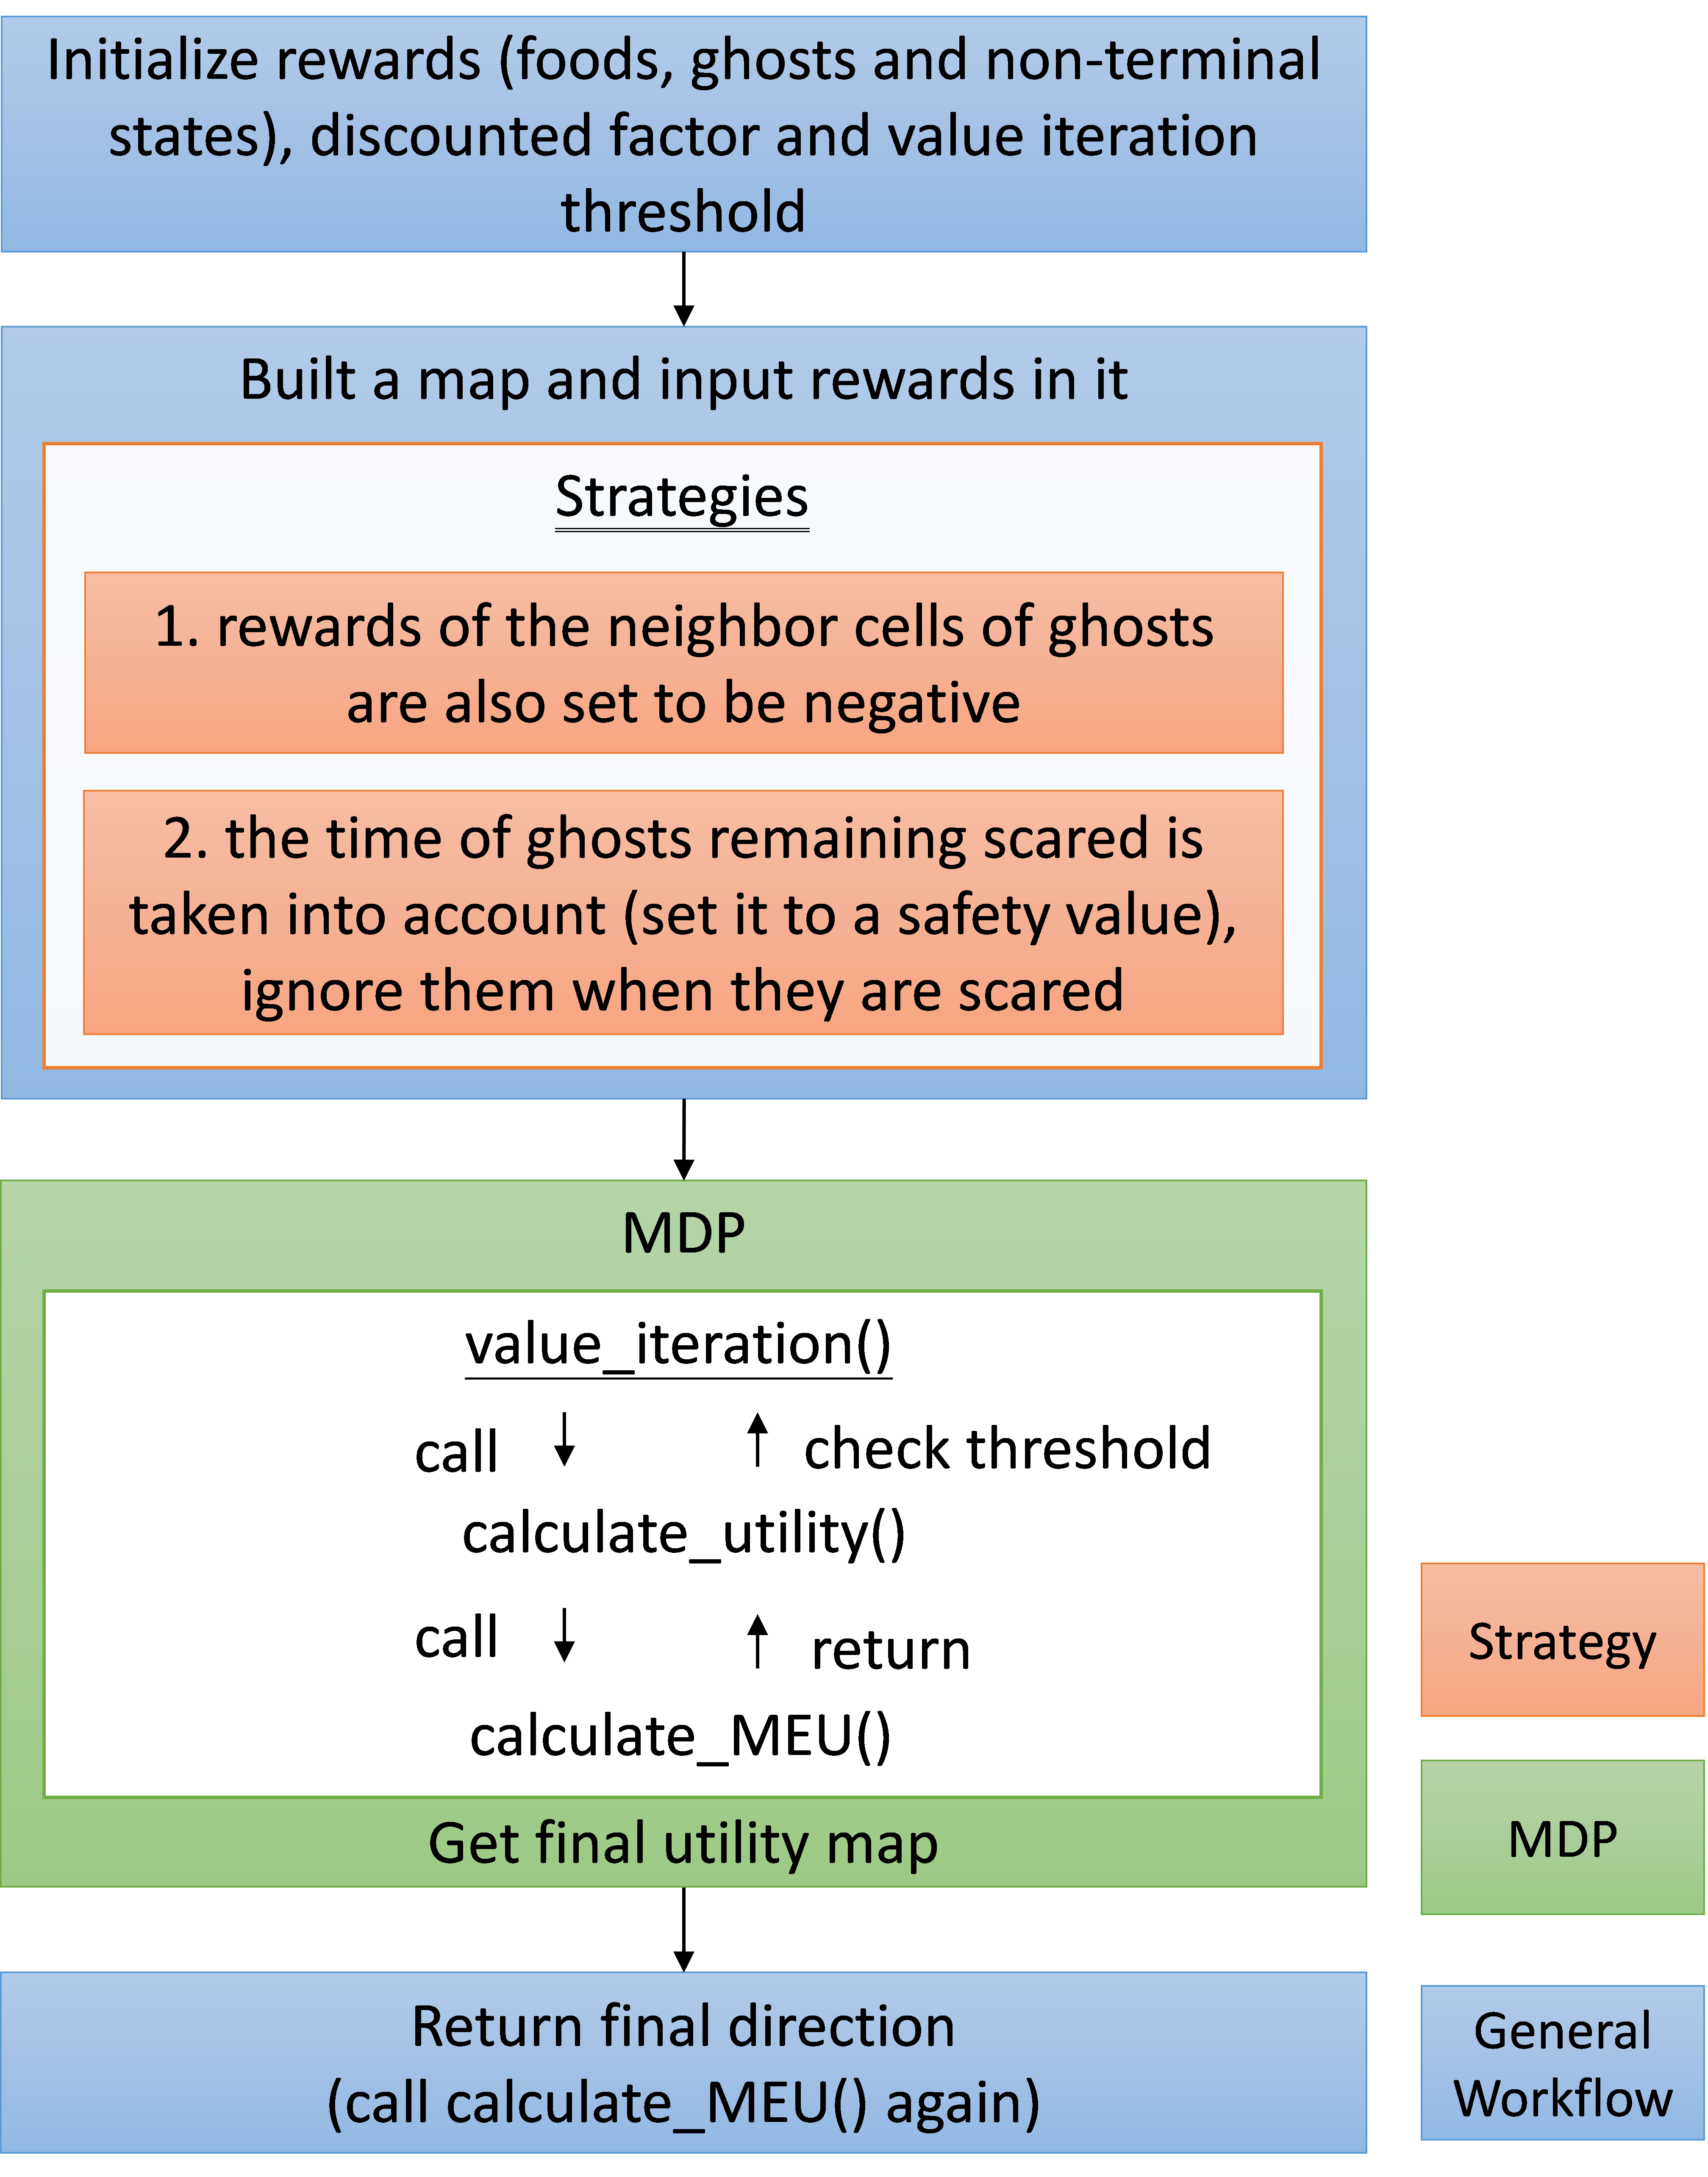 Initialize rewards (foods, ghosts and non-terminal
states), discounted factor and value iteration
threshold
Built a map and input rewards in it
Strategies
1. rewards of the neighbor cells of ghosts
are also set to be negative
2. the time of ghosts remaining scared is
taken into account (set it to a safety value),
ignore them when they are scared
MDP
value_iteration()
call
check threshold
calculate_utility()
call
return
calculate_MEU()
Get final utility map
Return final direction
(call calculate_MEU() again)
Strategy
MDP
General
Workflow